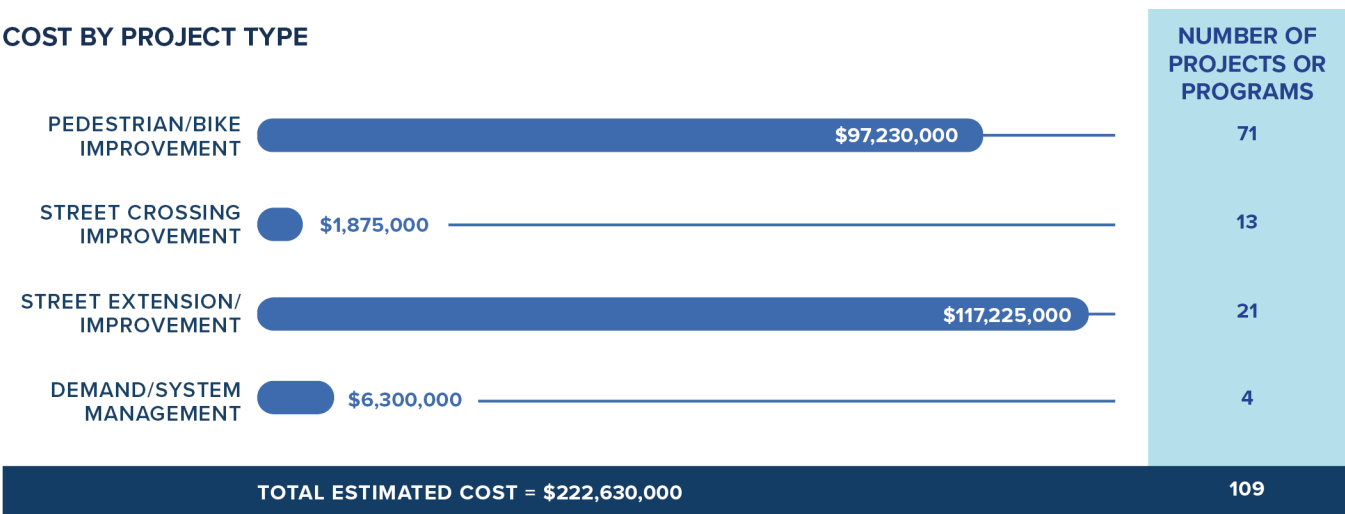 COST BY PROJECT TYPE
NUMBER OF
PROJECTS OR
PROGRAMS
PEDESTRIAN/BIKE
IMPROVEMENT
$97,230,000
71
STREET CROSSING
IMPROVEMENT
$1,875,000
13
STREET EXTENSION/
IMPROVEMENT
$117,225,000
21
DEMAND/SYSTEM
MANAGEMENT
$6,300,000
4
TOTAL ESTIMATED COST = $222,630,000
109